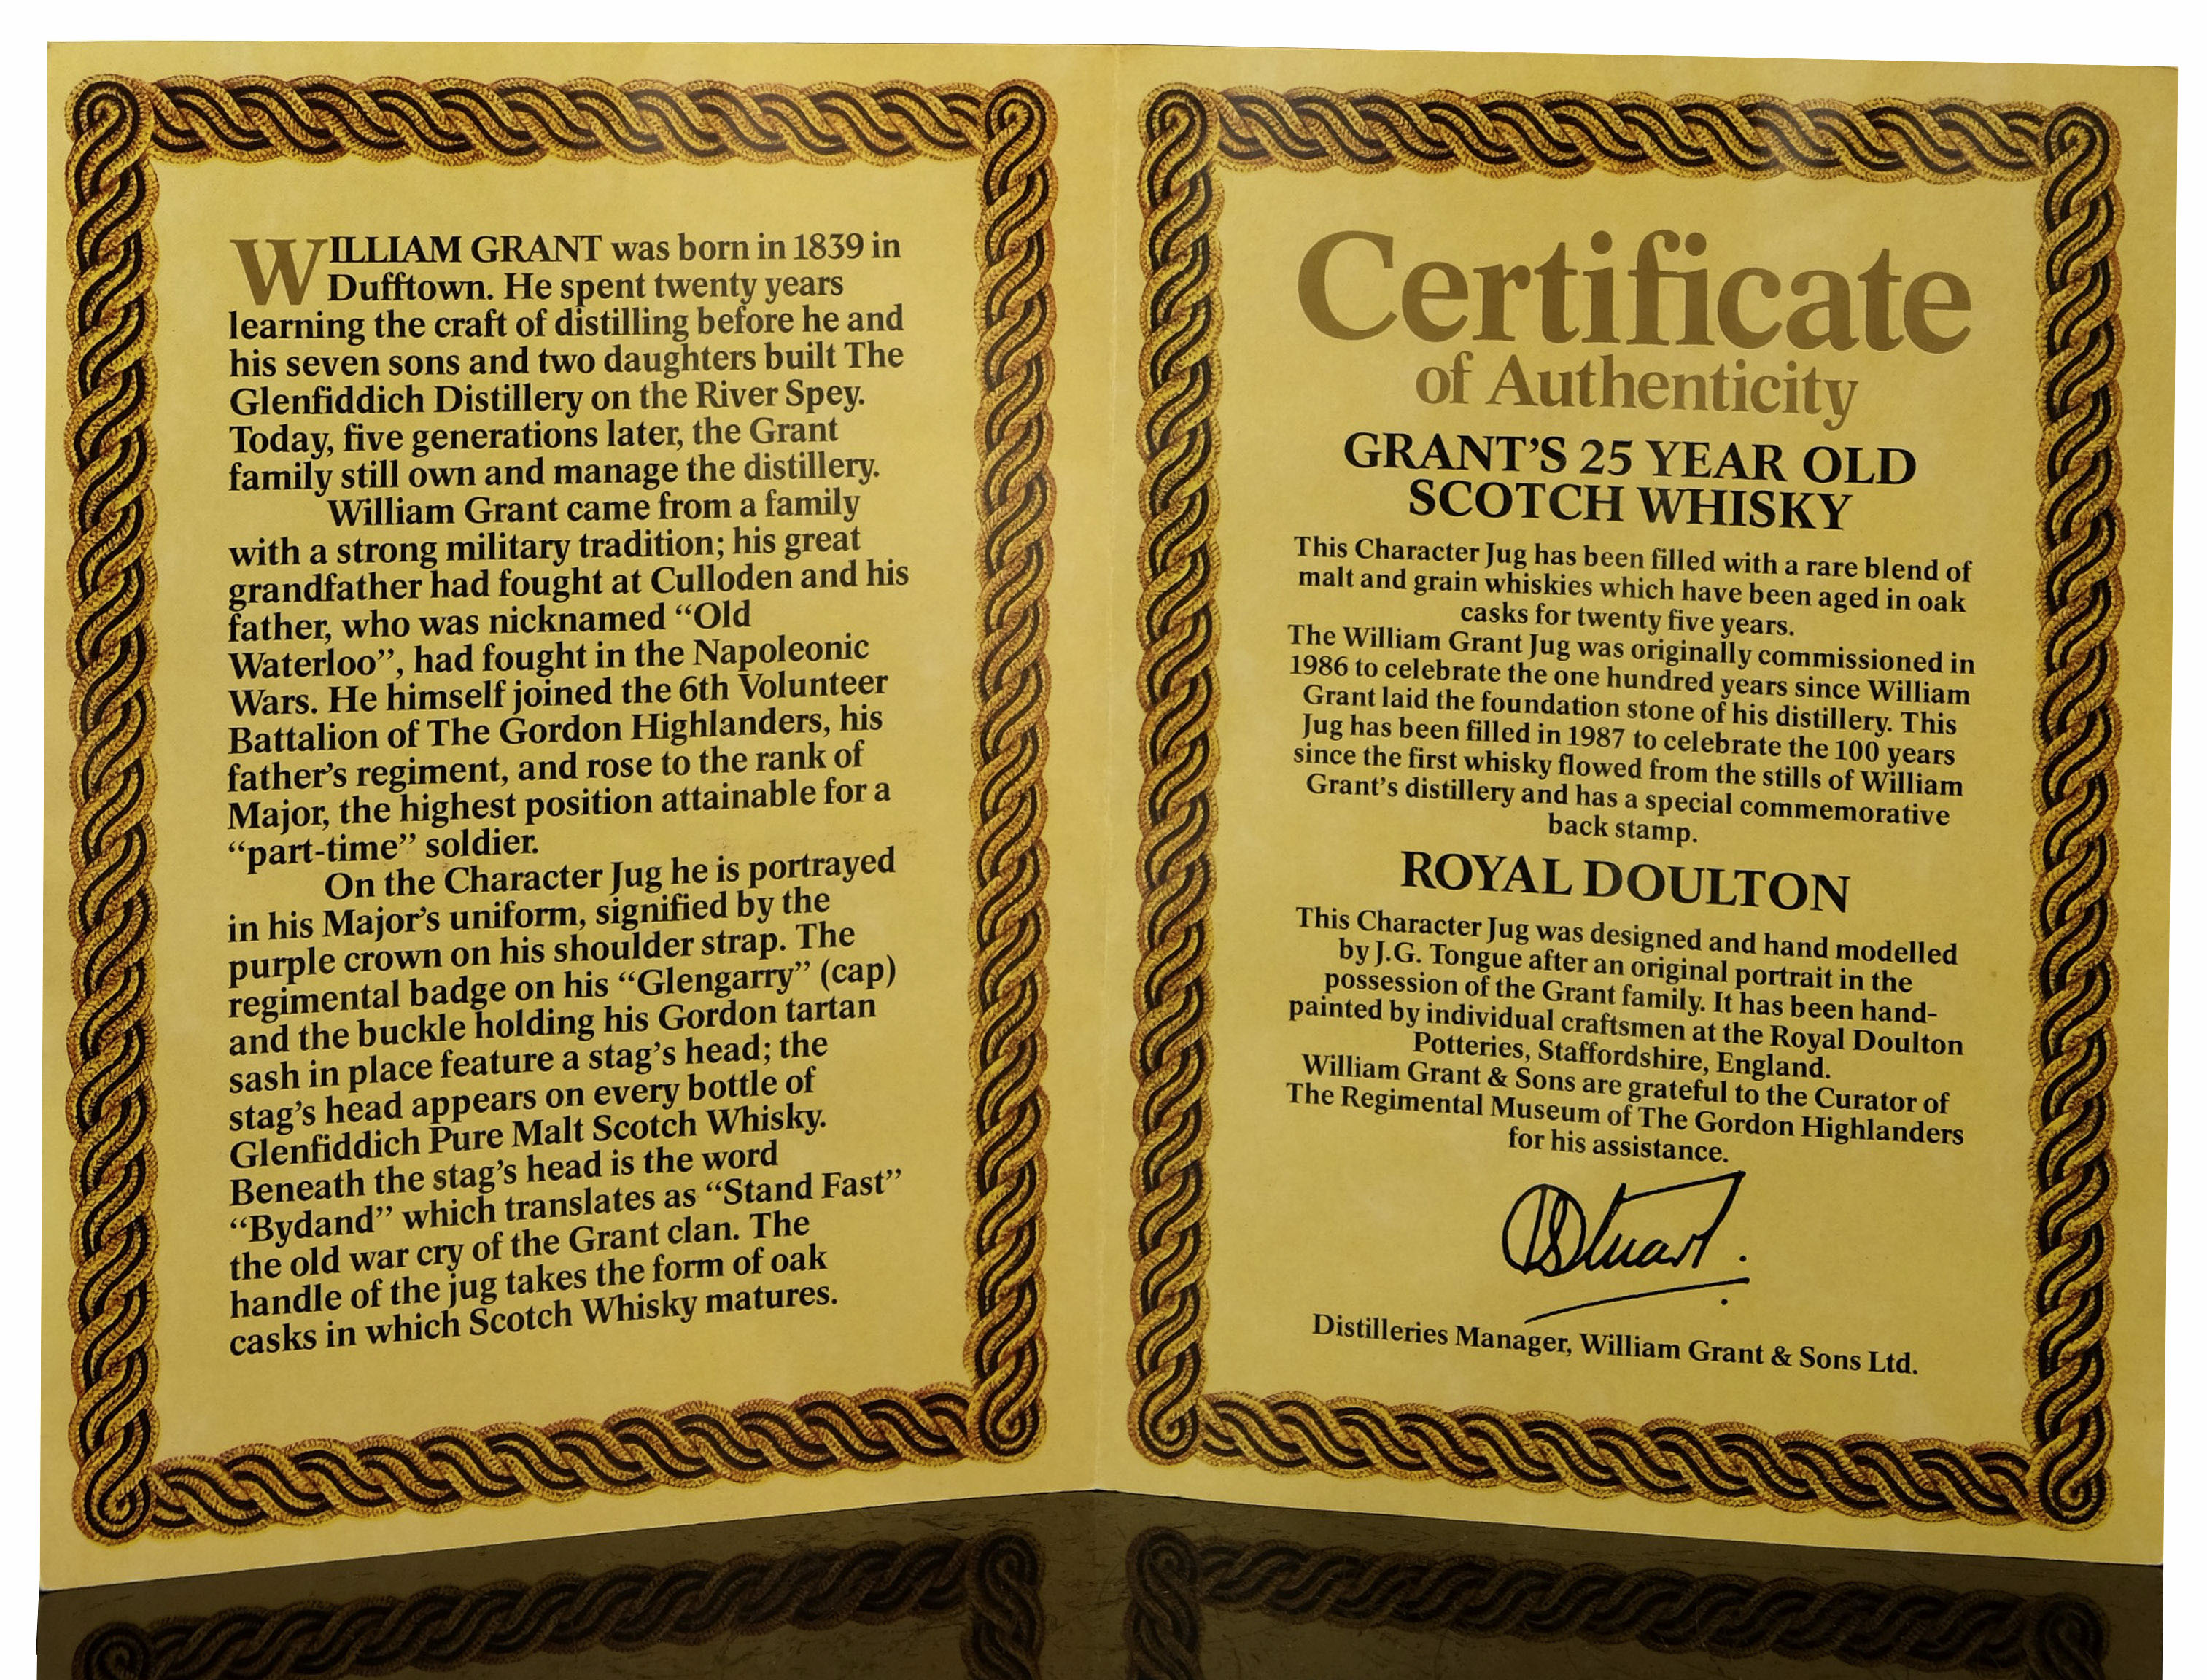 WILLIAM GRANT was born in 1839 in
Dufftown. He spent twenty years
learning the craft of distilling before he and
his seven sons and two daughters built The
Glenfiddich Distillery on the River Spey.
Today, five generations later, the Grant
family still own and manage the distillery.
William Grant came from a family
with a strong military tradition; his great
grandfather had fought at Culloden and his
father, who was nicknamed “Old
Waterloo”, had fought in the Napoleonic
Wars. He himself joined the 6th Volunteer
Battalion of The Gordon Highlanders, his
father’s regiment, and rose to the rank of
Major, the highest position attainable for a
“part-time” soldier.
On the Character Jug he is portrayed
in his Major’s uniform, signified by the
purple crown on his shoulder strap. The
regimental badge on his “Glengarry” (cap)
and the buckle holding his Gordon tartan
sash in place feature a stag’s head; the
stag’s head appears on every bottle of
Glenfiddich Pure Malt Scotch Whisky.
Beneath the stag’s head is the word
“Bydand” which translates as “Stand Fast”
the old war cry of the Grant clan. The
handle of the jug takes the form of oak
casks in which Scotch Whisky matures.
Certificate
of Authenticity
GRANT’S 25 YEAR OLD
SCOTCH WHISKY
This Character Jug has been filled with a rare blend of
malt and grain whiskies which have been aged in oak
casks for twenty five years.
The William Grant Jug was originally commissioned in
1986 to celebrate the one hundred years since William
Grant laid the foundation stone of his distillery. This
Jug has been filled in 1987 to celebrate the 100 years
since the first whisky flowed from the stills of William
Grant’s distillery and has a special commemorative
back stamp.
ROYAL DOULTON
This Character Jug was designed and hand modelled
by J.G. Tongue after an original portrait in the
possession of the Grant family. It has been hand-
painted by individual craftsmen at the Royal Doulton
Potteries, Staffordshire, England.
William Grant & Sons are grateful to the Curator of
The Regimental Museum of The Gordon Highlanders
for his assistance.
DStuart.
Distilleries Manager, William Grant & Sons Ltd.